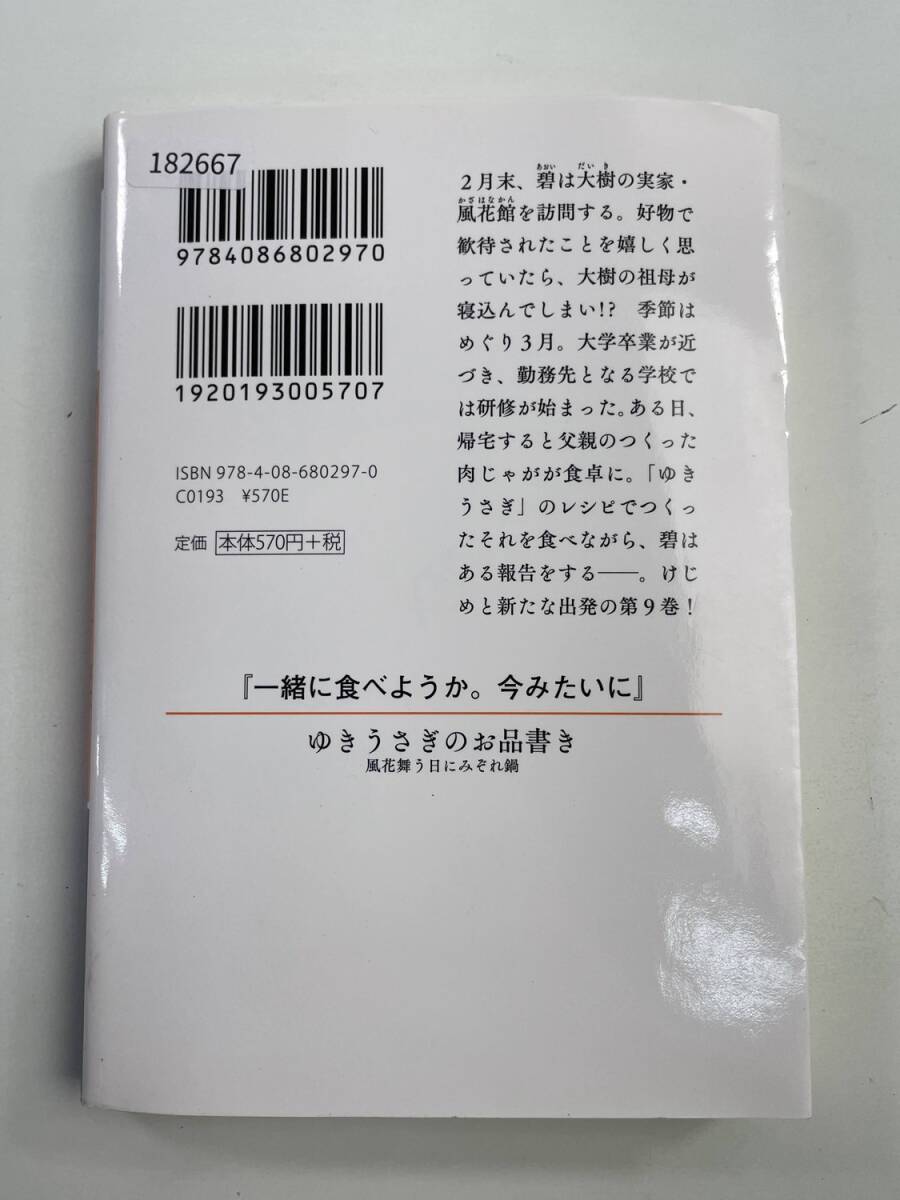 182667
9784086802970
1920193005707
ISBN 978-4-08-680297-0
C0193 ¥570E
定価 本体570円+税
2月末、碧は大樹の実家・
風花館を訪問する。好物で
歓待されたことを嬉しく思
っていたら、大樹の祖母が
寝込んでしまい!? 季節は
めぐり3月。大学卒業が近
づき、勤務先となる学校で
は研修が始まった。ある日、
帰宅すると父親のつくった
肉じゃがが食卓に。「ゆき
うさぎ」のレシピでつくっ
たそれを食べながら、碧は
ある報告をする――。けじ
めと新たな出発の第9巻!
『一緒に食べようか。今みたいに』
ゆきうさぎのお品書き
風花舞う日にみぞれ鍋